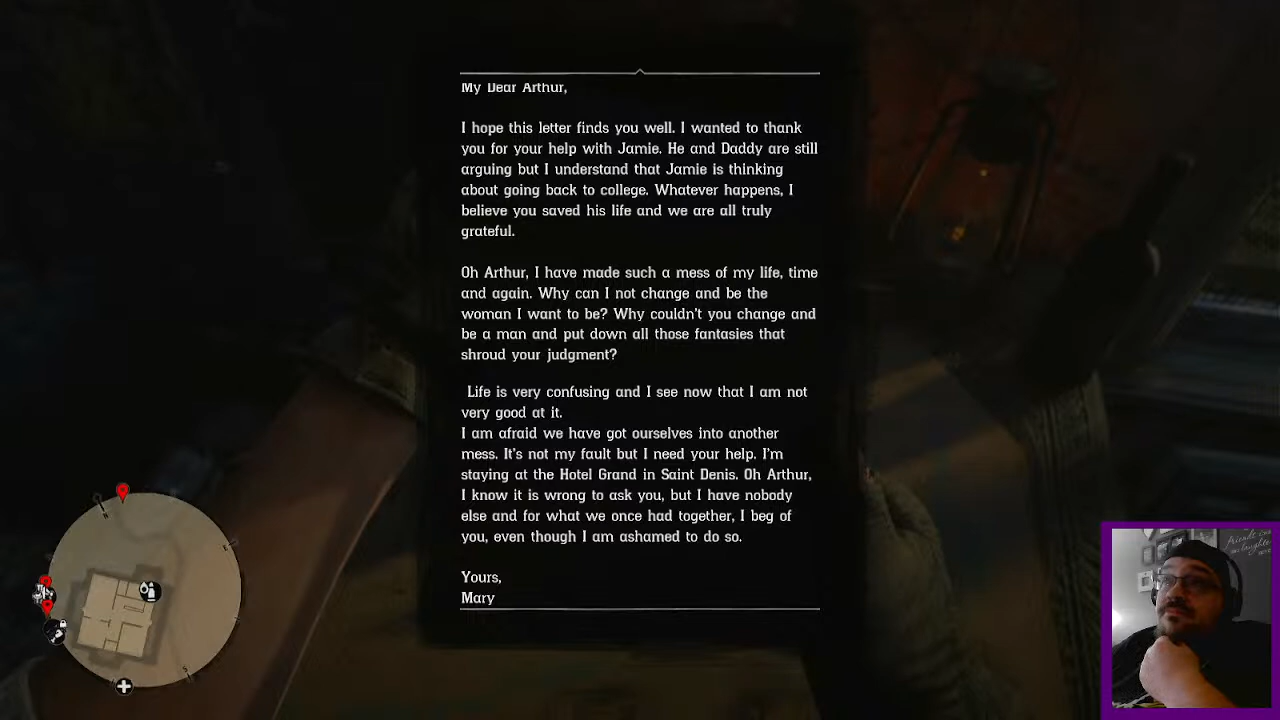 My Dear Arthur,
I hope this letter finds you well. I wanted to thank
you for your help with Jamie. He and Daddy are still
arguing but I understand that Jamie is thinking
about going back to college. Whatever happens, I
believe you saved his life and we are all truly
grateful.
Oh Arthur, I have made such a mess of my life, time
and again. Why can I not change and be the
woman I want to be? Why couldn't you change and
be a man and put down all those fantasies that
shroud your judgment?
Life is very confusing and I see now that I am not
very good at it.
I am afraid we have got ourselves into another
mess. It's not my fault but I need your help. I'm
staying at the Hotel Grand in Saint Denis. Oh Arthur,
I know it is wrong to ask you, but I have nobody
else and for what we once had together, I beg of
you, even though I am ashamed to do so.
Yours,
Mary